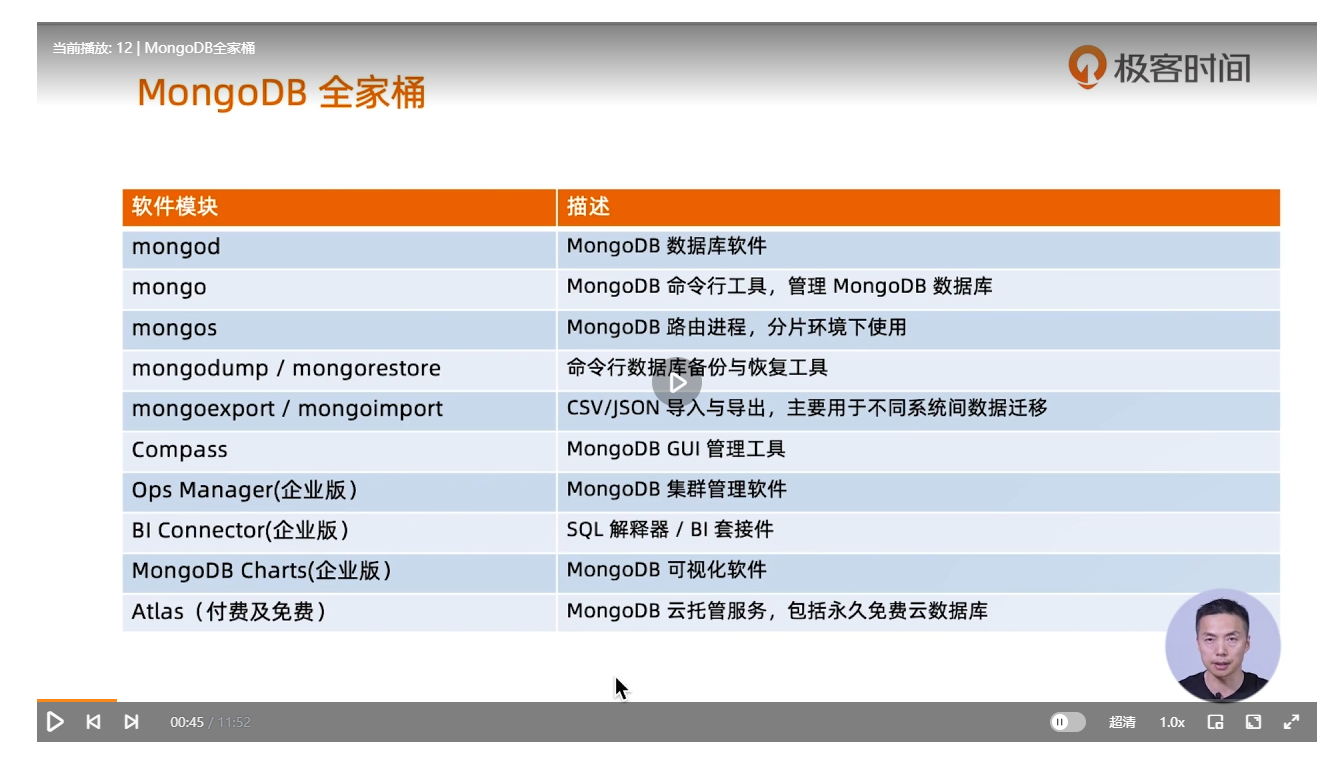 当前播放: 12 | MongoDB全家桶
极客时间
MongoDB 全家桶
软件模块 描述
mongod MongoDB 数据库软件
mongo MongoDB 命令行工具，管理 MongoDB 数据库
mongos MongoDB 路由进程，分片环境下使用
mongodump / mongorestore 命令行数据库备份与恢复工具
mongoexport / mongoimport CSV/JSON 导入与导出，主要用于不同系统间数据迁移
Compass MongoDB GUI 管理工具
Ops Manager(企业版） MongoDB 集群管理软件
BI Connector(企业版） SQL 解释器 / BI 套接件
MongoDB Charts(企业版） MongoDB 可视化软件
Atlas（付费及免费） MongoDB 云托管服务，包括永久免费云数据库
00:45 / 11:52 超清 1.0x